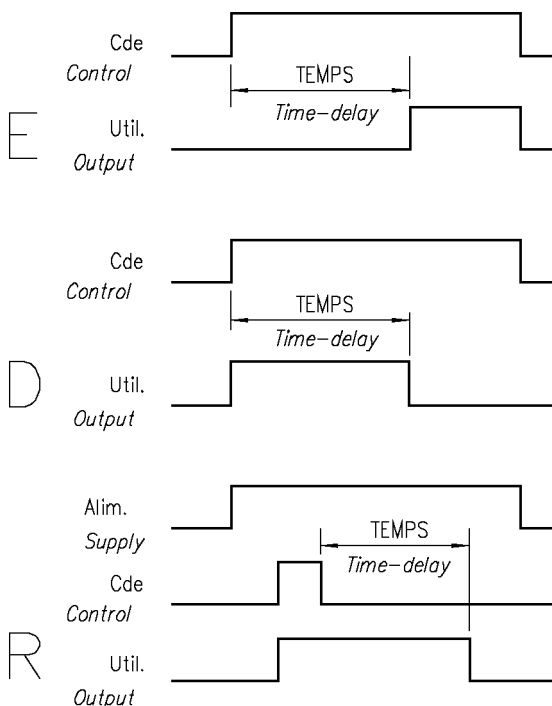 Cde
Control
TEMPS
Time-delay
E
Util.
Output
Cde
Control
TEMPS
Time-delay
D
Util.
Output
Alim.
Supply
TEMPS
Time-delay
Cde
Control
R
Util.
Output